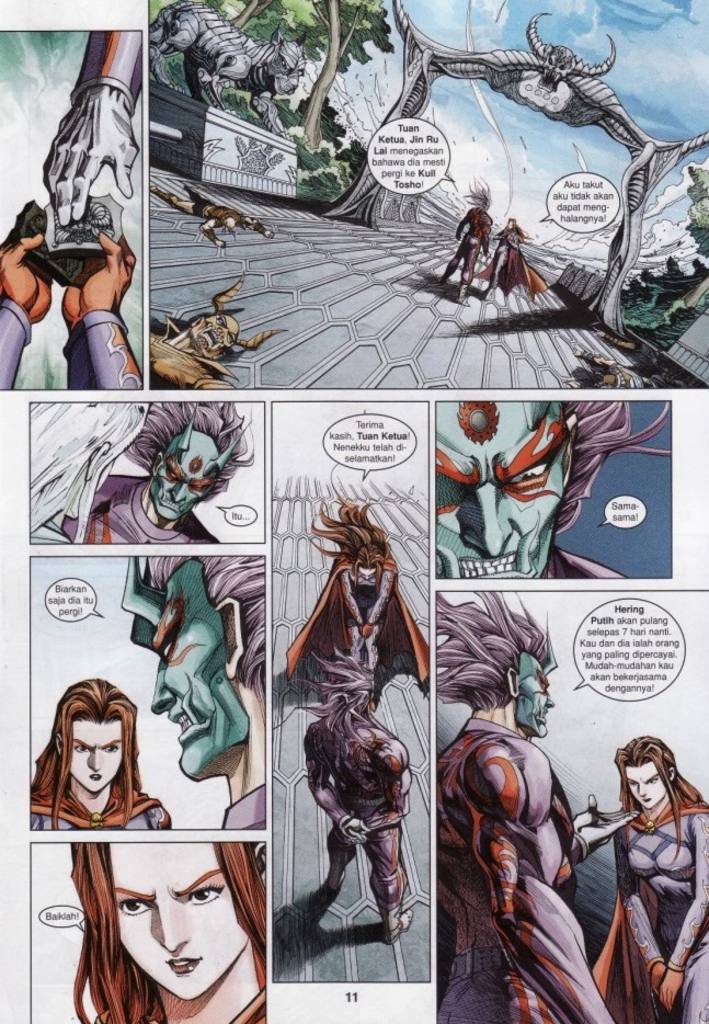 Tuan
Ketua, Jin Ru
Lai menegaskan
bahawa dia mesti
pergi ke Kuil
Tosho!
Aku takut
aku tidak akan
dapat meng-
halangnya!
Itu...
Biarkan
saja dia itu
pergi!
Baiklah!
Terima
kasih, Tuan Ketua!
Nenekku telah di-
selamatkan!
Sama-
sama!
Hering
Putih akan pulang
selepas 7 hari nanti.
Kau dan dia ialah orang
yang paling dipercayai.
Mudah-mudahan kau
akan bekerjasama
dengannya!
11